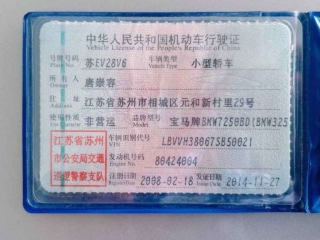 中华人民共和国机动车行驶证
Vehicle License of the People's Republic of China
号牌号码 苏EV28V6 车辆类型 小型轿车
Plate No. Vehicle Type
所有人 唐崇容
Owner
住址 江苏省苏州市相城区元和新村里29号
Address
使用性质 非营运 品牌型号 宝马牌BMW7250BD(BMW325
Use Character Model
江苏省苏州 车辆识别代号 LBVVH38067SB50021
VIN
市公安局交通 发动机号码 80424004
Engine No.
巡逻警察支队 注册日期 2008-02-18 发证日期 2014-11-27
Register Date Issue Date